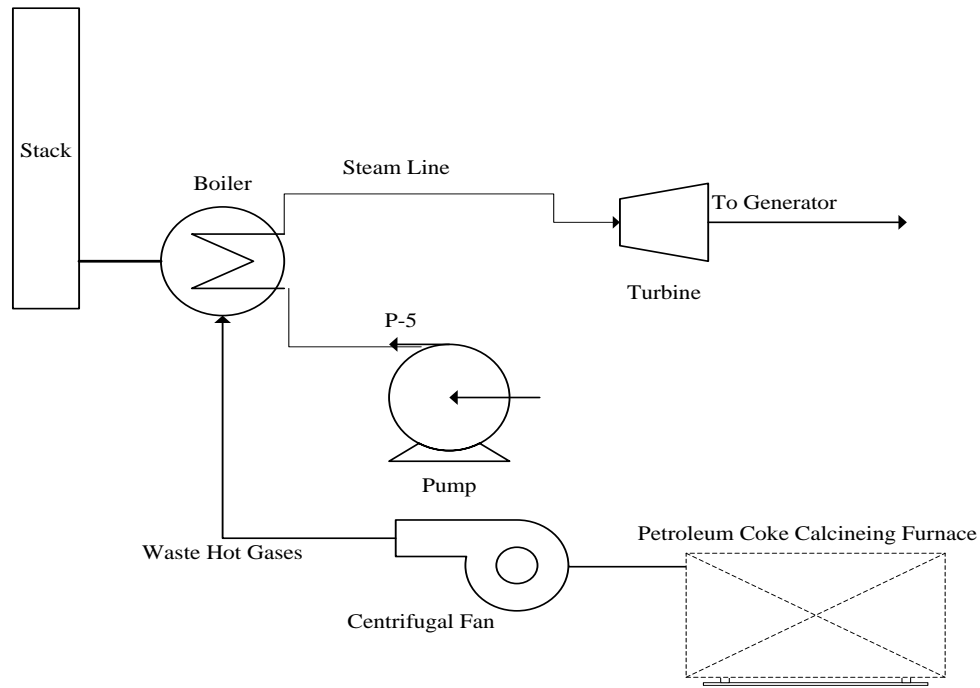 Stack
Steam Line
Boiler
To Generator
Turbine
P-5
Pump
Petroleum Coke Calcineing Furnace
Waste Hot Gases
Centrifugal Fan